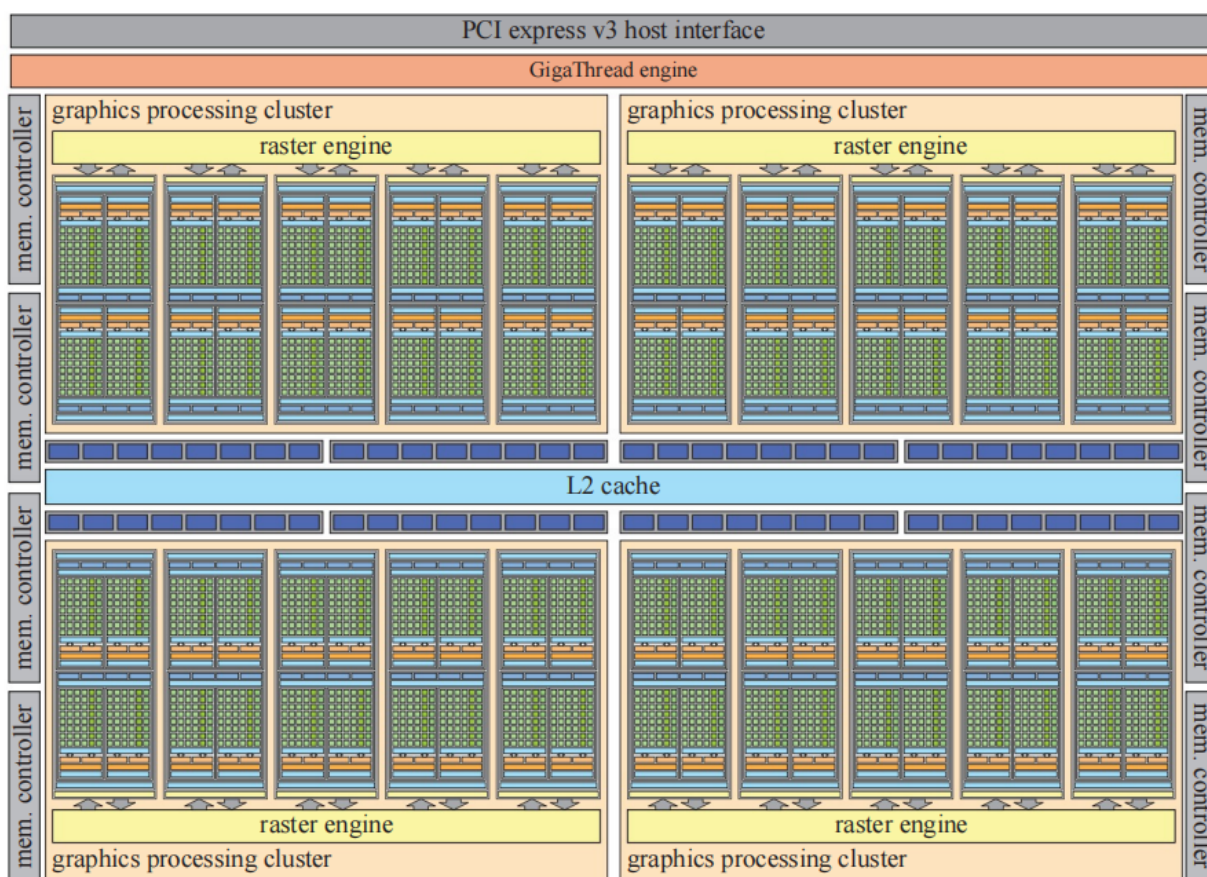 PCI express v3 host interface
GigaThread engine
mem. controller
graphics processing cluster
graphics processing cluster
mem. controller
raster engine
raster engine
mem. controller
mem. controller
L2 cache
mem. controller
mem. controller
mem. controller
raster engine
raster engine
mem. controller
graphics processing cluster
graphics processing cluster